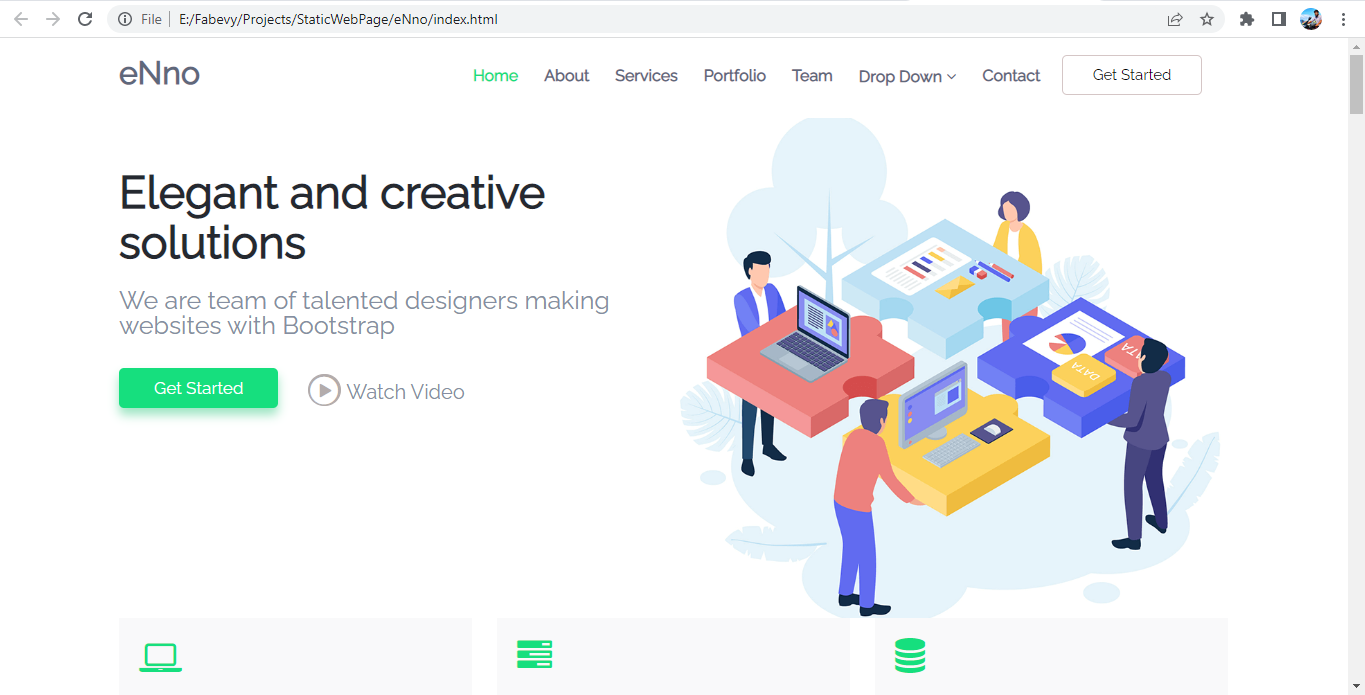 File
E:/Fabevy/Projects/StaticWebPage/eNno/index.html
eNno
Home
About
Services
Portfolio
Team
Drop Down
Contact
Get Started
Elegant and creative
solutions
We are team of talented designers making
websites with Bootstrap
Get Started
Watch Video
DATA
DATA